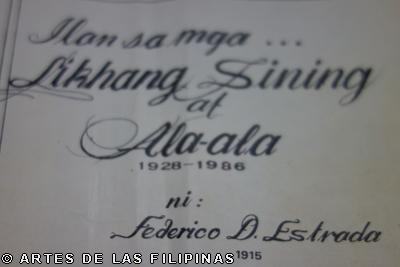 Ilan sa mga ...
Likhang Sining
at
Ala-ala
1928-1986
ni:
Federico D. Estrada
1915
© ARTES DE LAS FILIPINAS